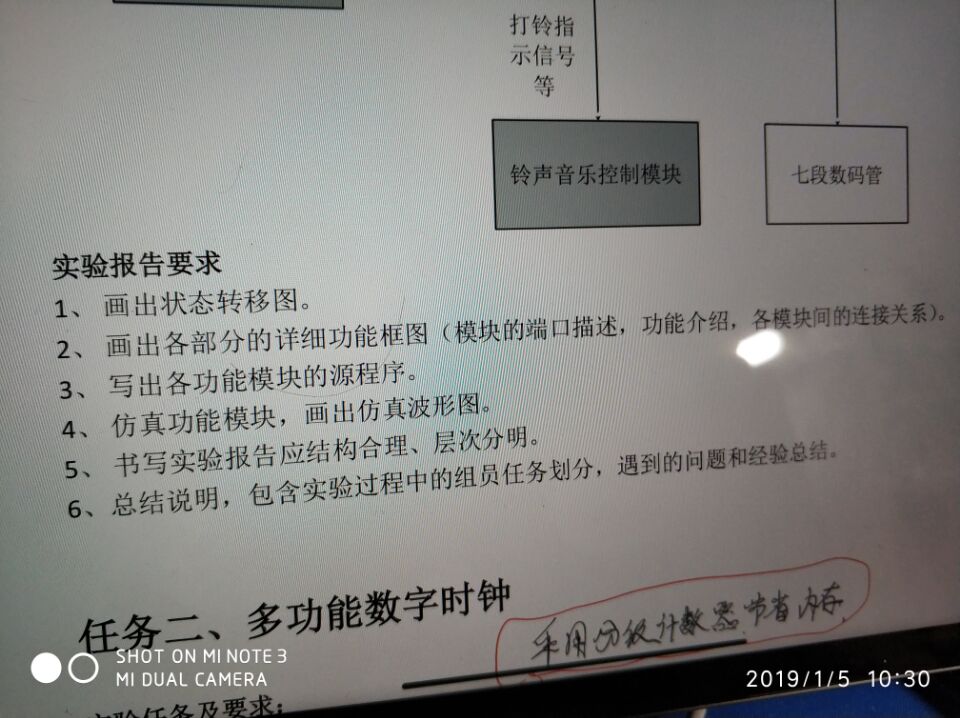 打铃指
示信号
等
铃声音乐控制模块
七段数码管
实验报告要求
1、 画出状态转移图。
2、 画出各部分的详细功能框图（模块的端口描述，功能介绍，各模块间的连接关系）。
3、 写出各功能模块的源程序。
4、 仿真功能模块，画出仿真波形图。
5、 书写实验报告应结构合理、层次分明。
6、 总结说明，包含实验过程中的组员任务划分，遇到的问题和经验总结。
任务二、多功能数字时钟
采用分级计数器 节省内存
SHOT ON MI NOTE 3
MI DUAL CAMERA
2019/1/5 10:30
实验任务及要求：